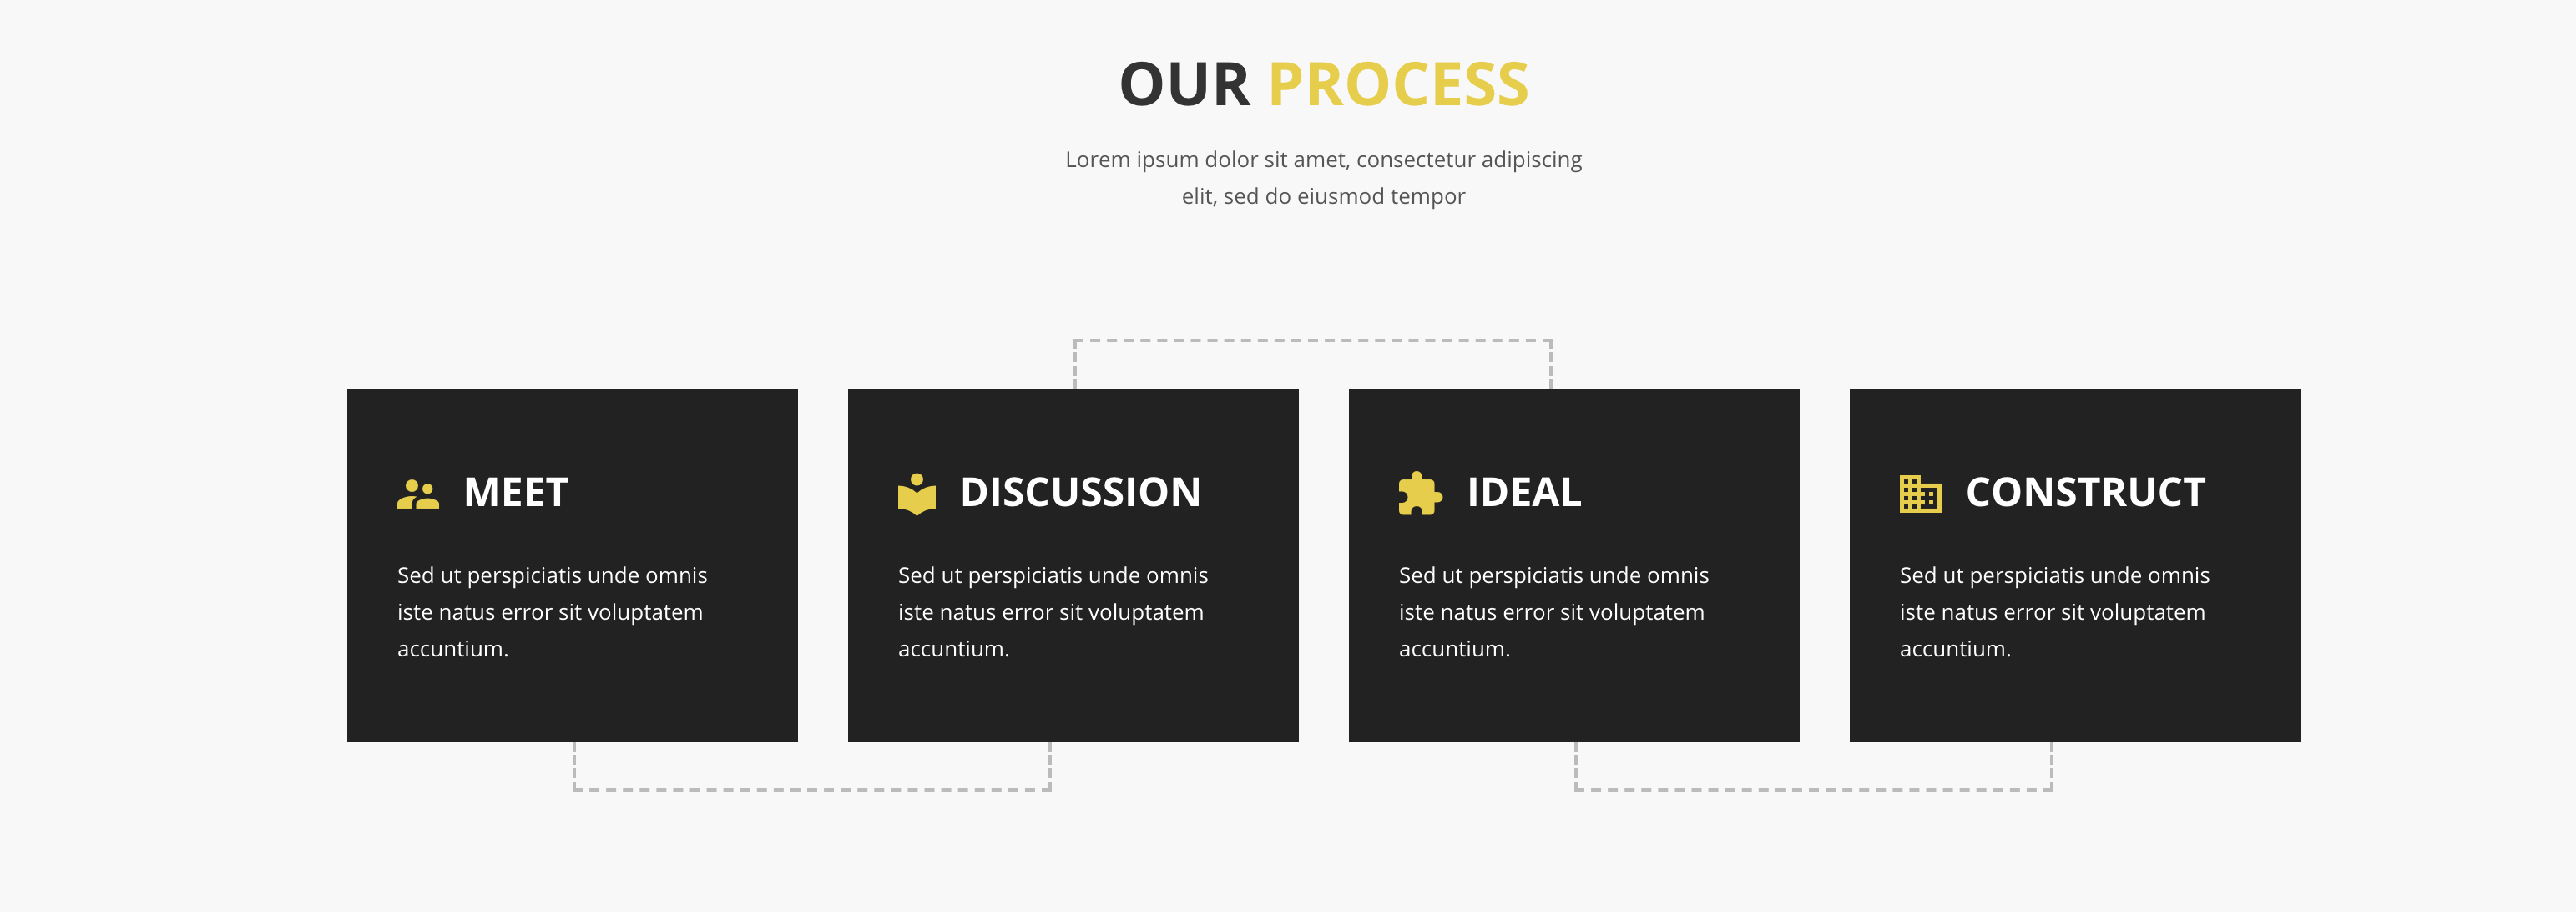 OUR PROCESS
Lorem ipsum dolor sit amet, consectetur adipiscing
elit, sed do eiusmod tempor
MEET
Sed ut perspiciatis unde omnis
iste natus error sit voluptatem
accuntium.
DISCUSSION
Sed ut perspiciatis unde omnis
iste natus error sit voluptatem
accuntium.
IDEAL
Sed ut perspiciatis unde omnis
iste natus error sit voluptatem
accuntium.
CONSTRUCT
Sed ut perspiciatis unde omnis
iste natus error sit voluptatem
accuntium.